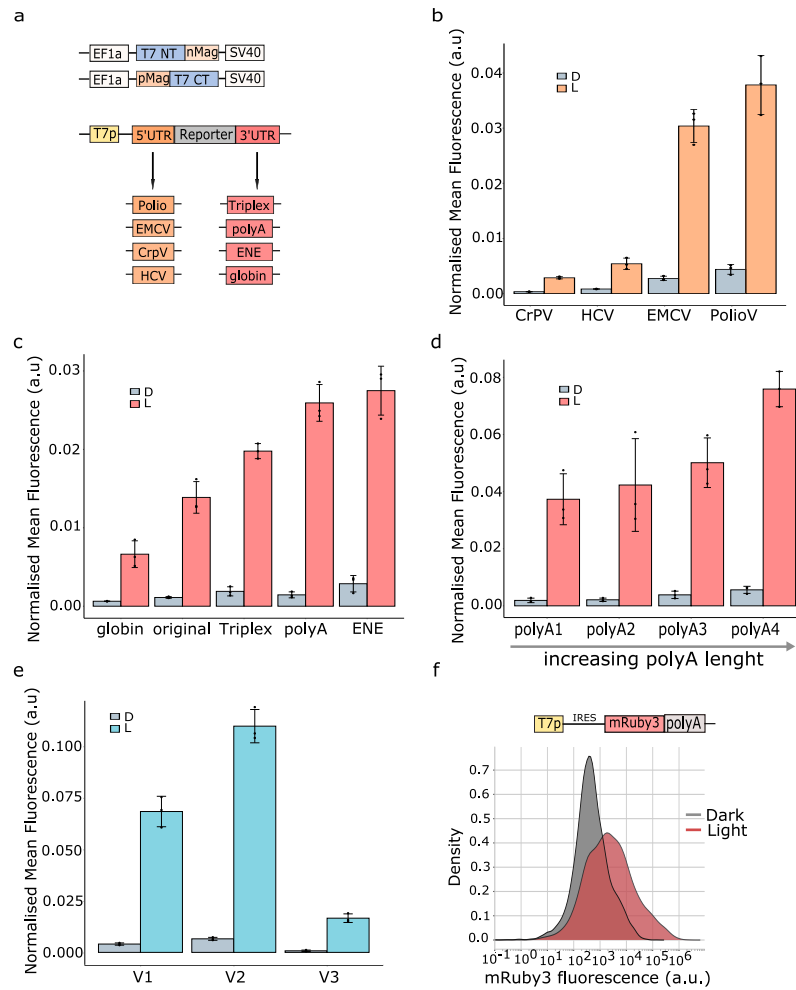 a
EF1a T7 NT nMag SV40
EF1a pMag T7 CT SV40
T7p 5'UTR Reporter 3'UTR
Polio Triplex
EMCV polyA
CrpV ENE
HCV globin
b
Normalised Mean Fluorescence (a.u)
D
L
0.04
0.03
0.02
0.01
0.00
CrPV HCV EMCV PolioV
c
Normalised Mean Fluorescence (a.u)
D
L
0.03
0.02
0.01
0.00
globin original Triplex polyA ENE
d
Normalised Mean Fluorescence (a.u)
D
L
0.08
0.06
0.04
0.02
0.00
polyA1 polyA2 polyA3 polyA4
increasing polyA lenght
e
Normalised Mean Fluorescence (a.u)
D
L
0.100
0.075
0.050
0.025
0.000
V1 V2 V3
f
T7p IRES mRuby3 polyA
Density
0.7
0.6
0.5
0.4
0.3
0.2
0.1
0.0
Dark
Light
10⁻¹ 10⁰ 10¹ 10² 10³ 10⁴ 10⁵ 10⁶
mRuby3 fluorescence (a.u.)